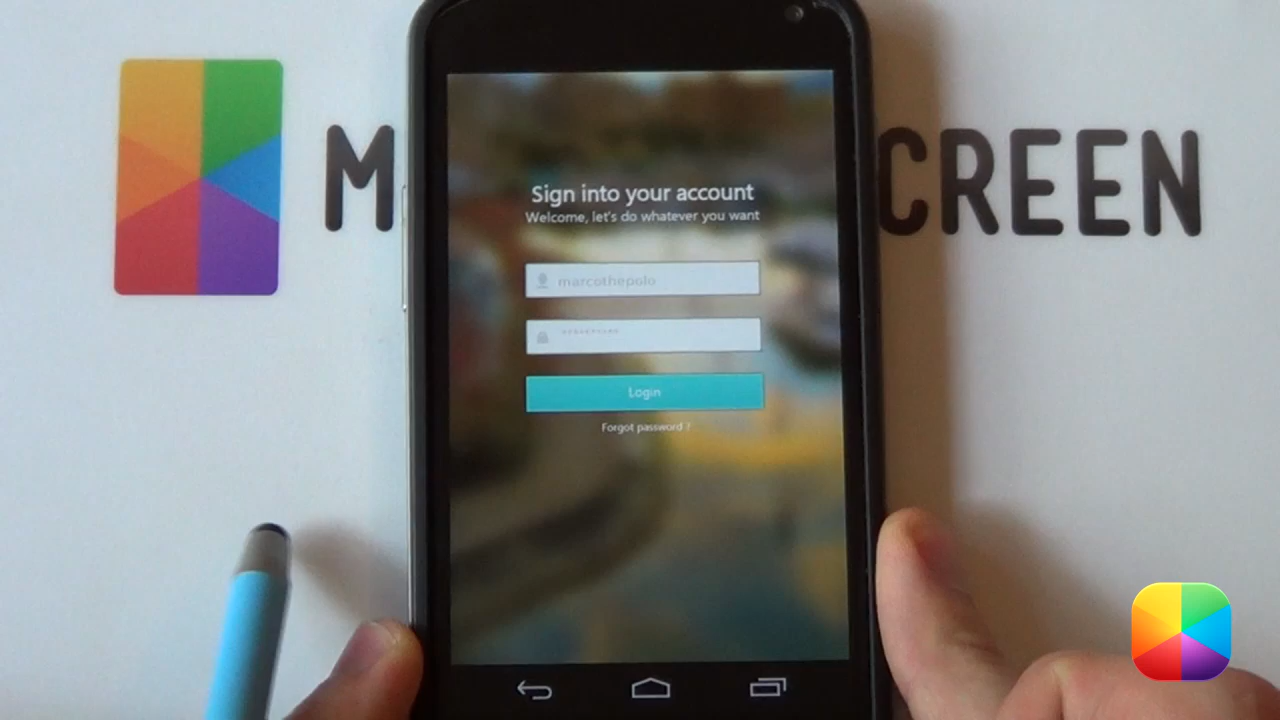 M CREEN
Sign into your account
Welcome, let's do whatever you want
marcothepolo
Login
Forgot password ?